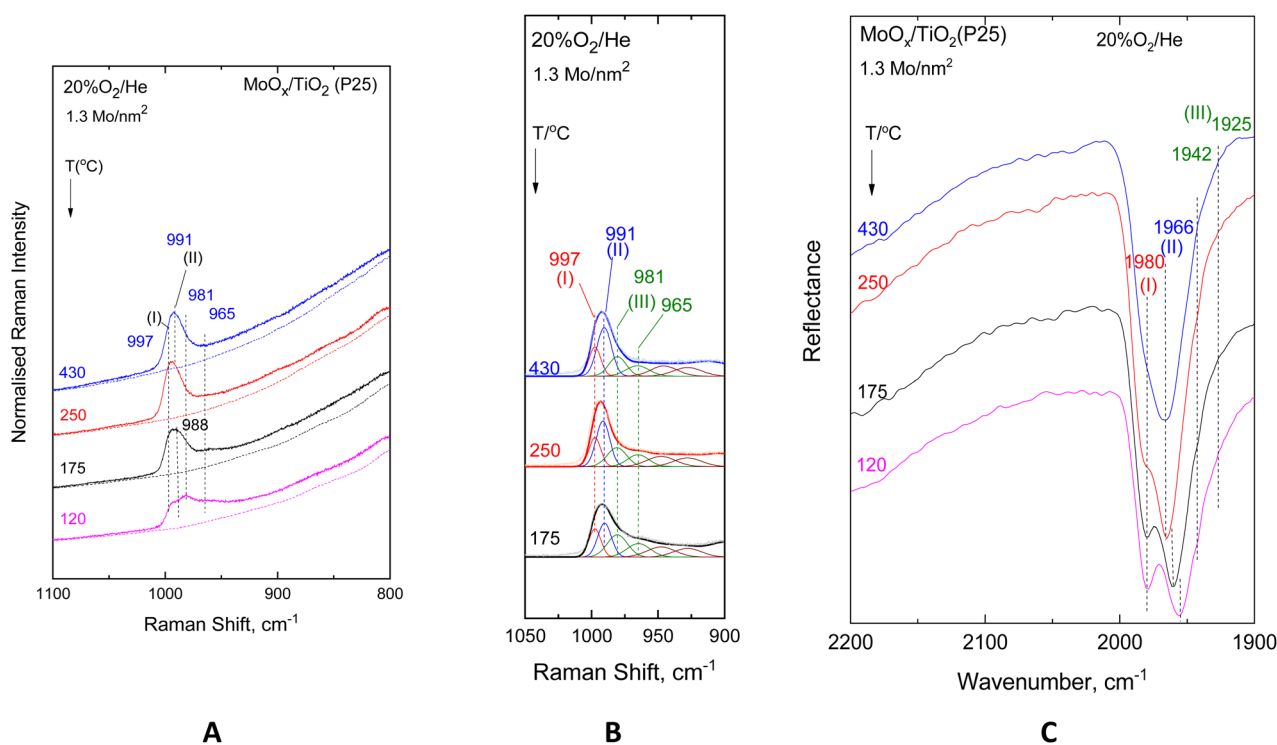 20%O₂/He
MoOₓ/TiO₂ (P25)
1.3 Mo/nm²
T(ºC)
991
(II)
981
(I)
965
997
430
250
988
175
120
Normalised Raman Intensity
1100
1000
900
800
Raman Shift, cm⁻¹
A
20%O₂/He
1.3 Mo/nm²
T/ºC
991
(II)
997
(I)
981
(III)
965
430
250
175
1050
1000
950
900
Raman Shift, cm⁻¹
B
MoOₓ/TiO₂(P25)
20%O₂/He
1.3 Mo/nm²
T/ºC
(III)
1925
1942
430
1966
(II)
1980
(I)
250
175
120
Reflectance
2200
2100
2000
1900
Wavenumber, cm⁻¹
C